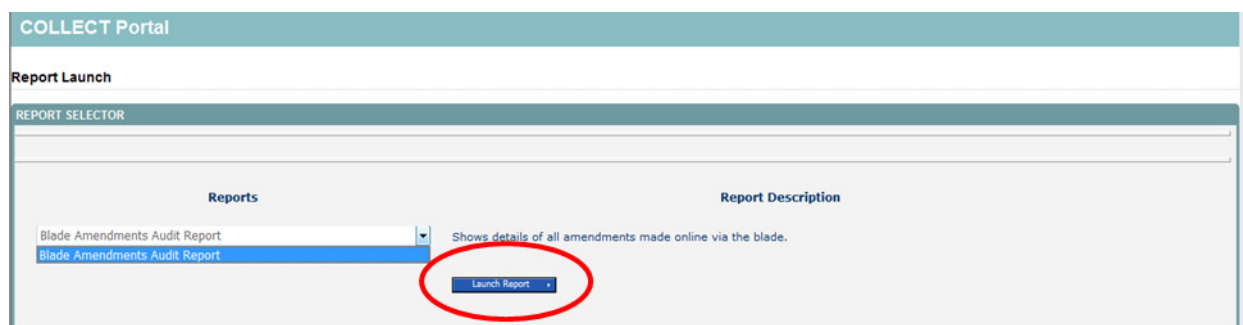 COLLECT Portal
Report Launch
REPORT SELECTOR
Reports
Report Description
Blade Amendments Audit Report
Shows details of all amendments made online via the blade.
Blade Amendments Audit Report
Launch Report